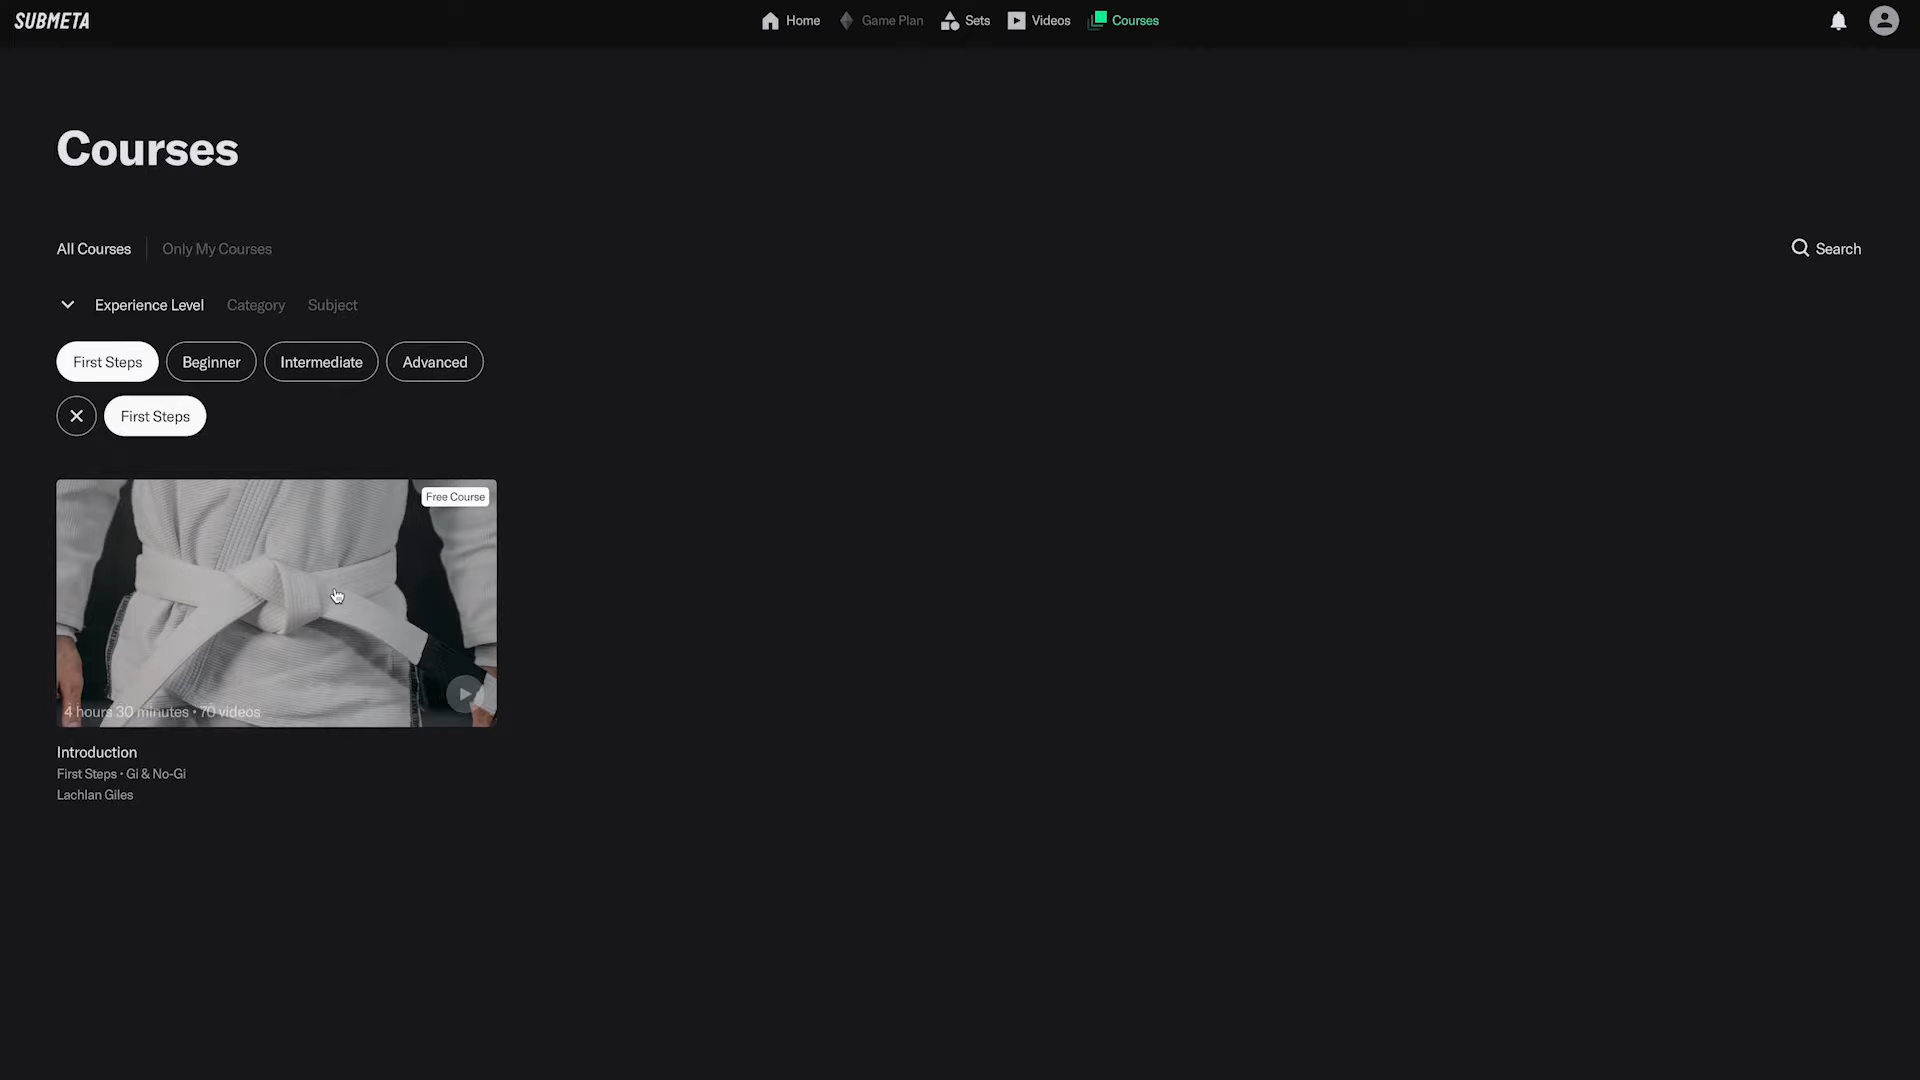 SUBMETA
Home Game Plan Sets Videos Courses
Courses
All Courses Only My Courses
Search
Experience Level Category Subject
First Steps Beginner Intermediate Advanced
First Steps
Free Course
4 hours 30 minutes • 70 videos
Introduction
First Steps • Gi & No-Gi
Lachlan Giles